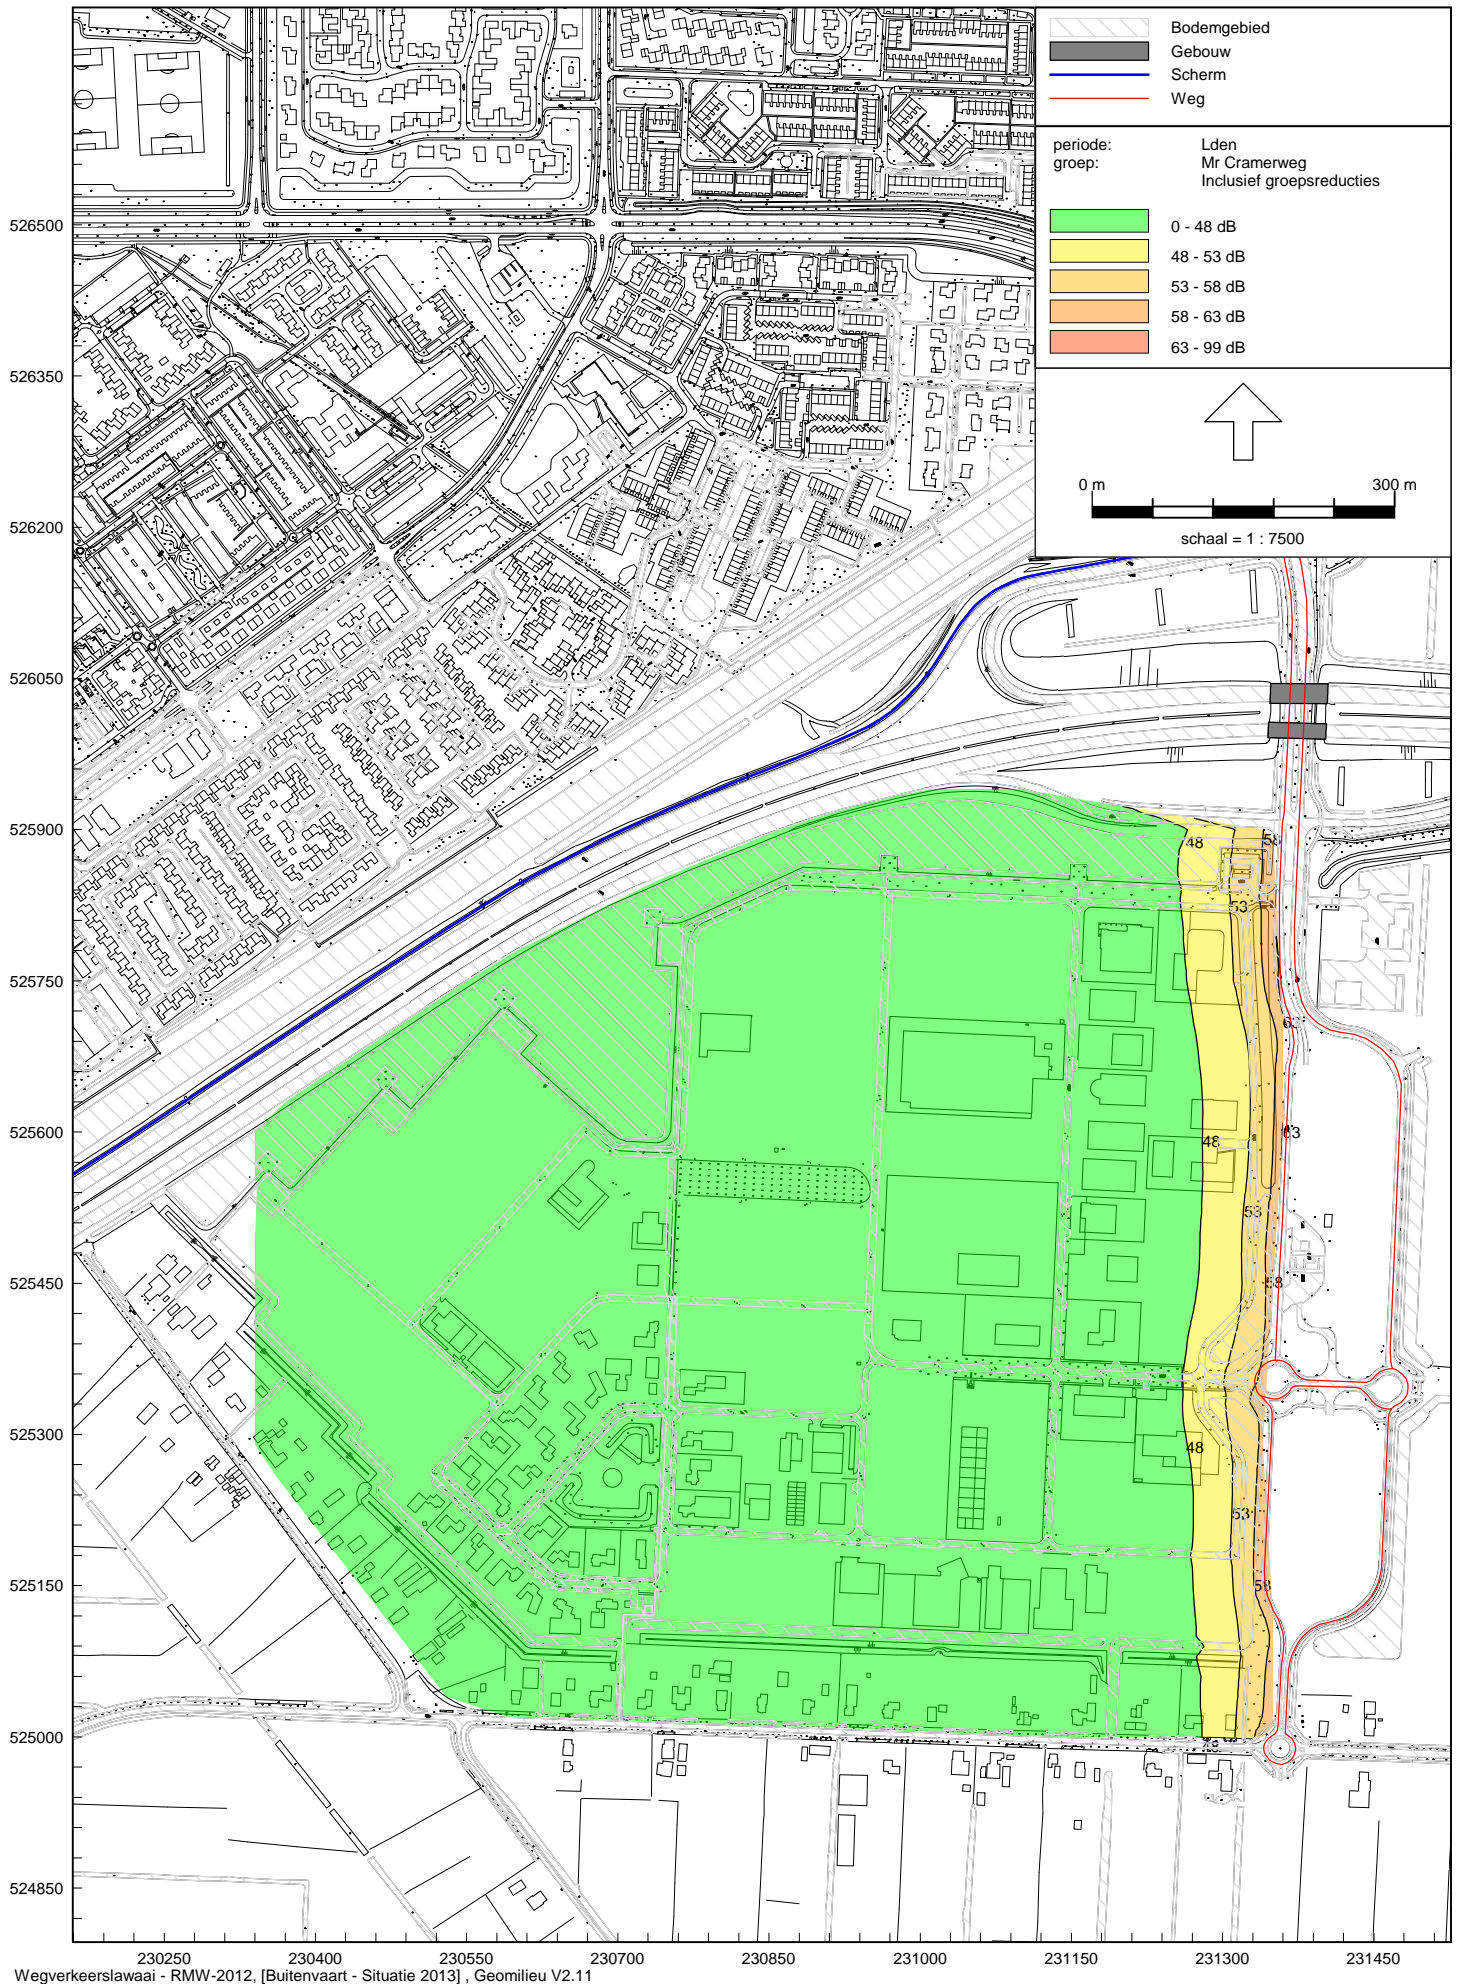 Bodemgebied
Gebouw
Scherm
Weg
periode: Lden
groep: Mr Cramerweg
Inclusief groepsreducties
0 - 48 dB
48 - 53 dB
53 - 58 dB
58 - 63 dB
63 - 99 dB
0 m 300 m
schaal = 1 : 7500
526500
526350
526200
526050
525900
525750
525600
525450
525300
525150
525000
524850
48
58
53
63
63
48
53
58
48
53
58
48
230250 230400 230550 230700 230850 231000 231150 231300 231450
Wegverkeerslawaai - RMW-2012, [Buitenvaart - Situatie 2013] , Geomilieu V2.11